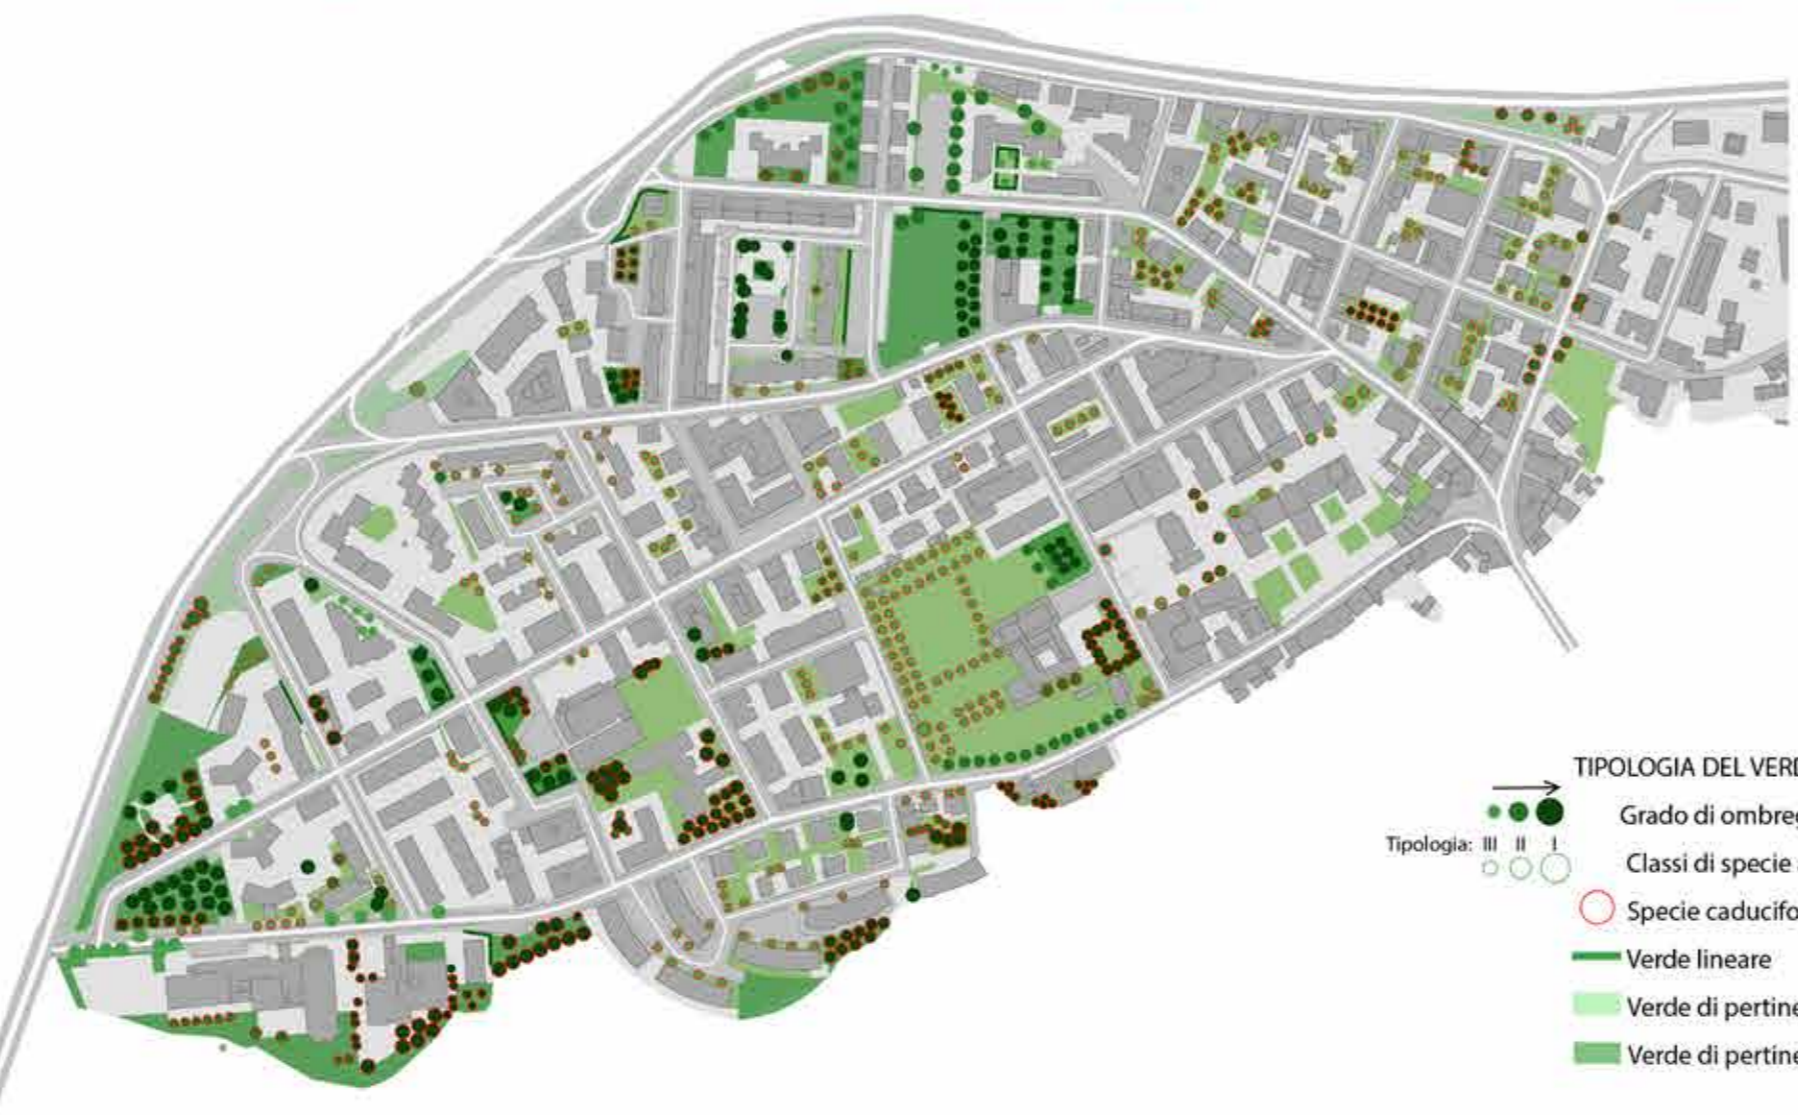 TIPOLOGIA DEL VERD
Grado di ombreg
Tipologia: III II I
Classi di specie
Specie caducifo
Verde lineare
Verde di pertine
Verde di pertine